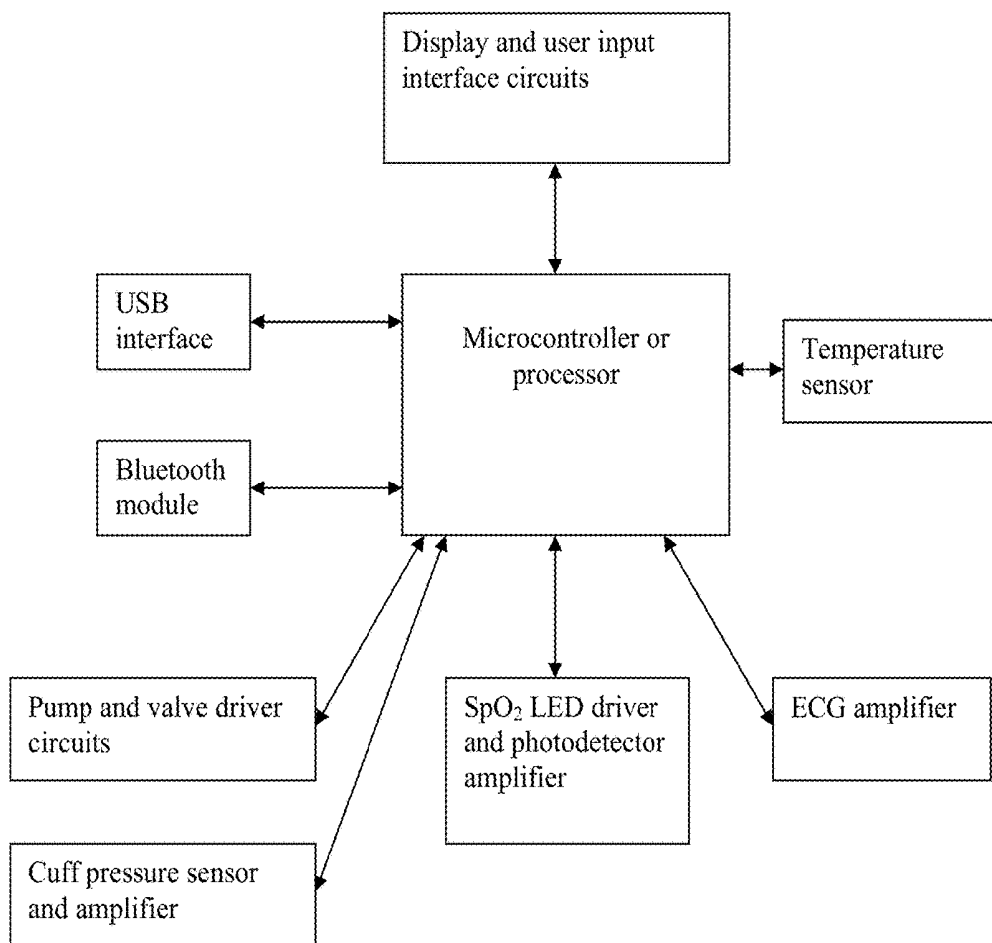 Display and user input
interface circuits
USB
interface
Microcontroller or
processor
Temperature
sensor
Bluetooth
module
Pump and valve driver
circuits
SpO₂ LED driver
and photodetector
amplifier
ECG amplifier
Cuff pressure sensor
and amplifier